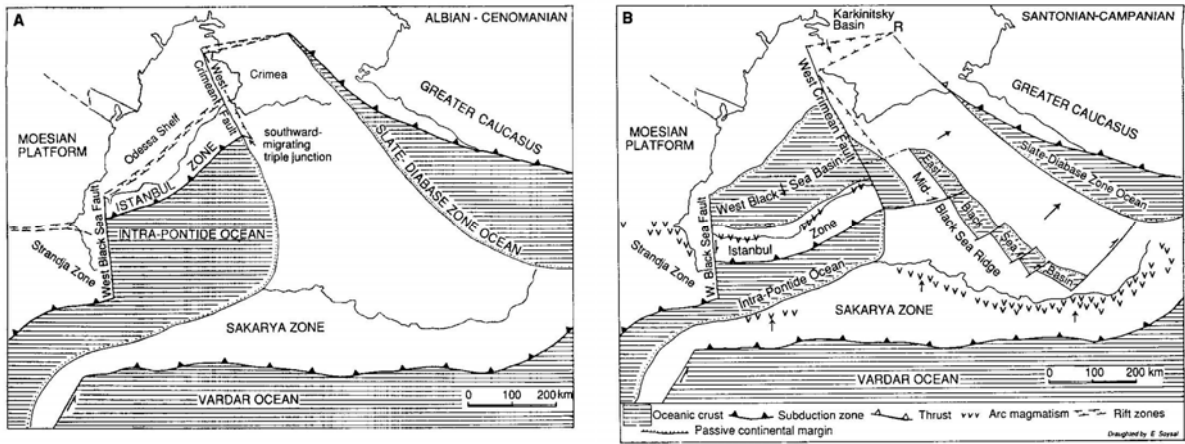 A
ALBIAN - CENOMANIAN
Crimea
West
Crimean Fault
GREATER CAUCASUS
MOESIAN
PLATFORM
Odessa Shelf
southward-
migrating
triple junction
SLATE- DIABASE ZONE OCEAN
ISTANBUL ZONE
West Black Sea Fault
INTRA-PONTIDE OCEAN
Strandja Zone
SAKARYA ZONE
VARDAR OCEAN
0 100 200 km
B
Karkinitsky
Basin
R
SANTONIAN-CAMPANIAN
West Crimean Fault
GREATER CAUCASUS
MOESIAN
PLATFORM
Slate-Diabase Zone Ocean
West Black Sea Basin
East
Black
Sea
Basin
Mid-
Black Sea Ridge
W. Black Sea Fault
Istanbul Zone
Strandja Zone
Intra-Pontide Ocean
SAKARYA ZONE
VARDAR OCEAN
0 100 200 km
Oceanic crust Subduction zone Thrust Arc magmatism Rift zones
Passive continental margin
Draughted by E Soysal